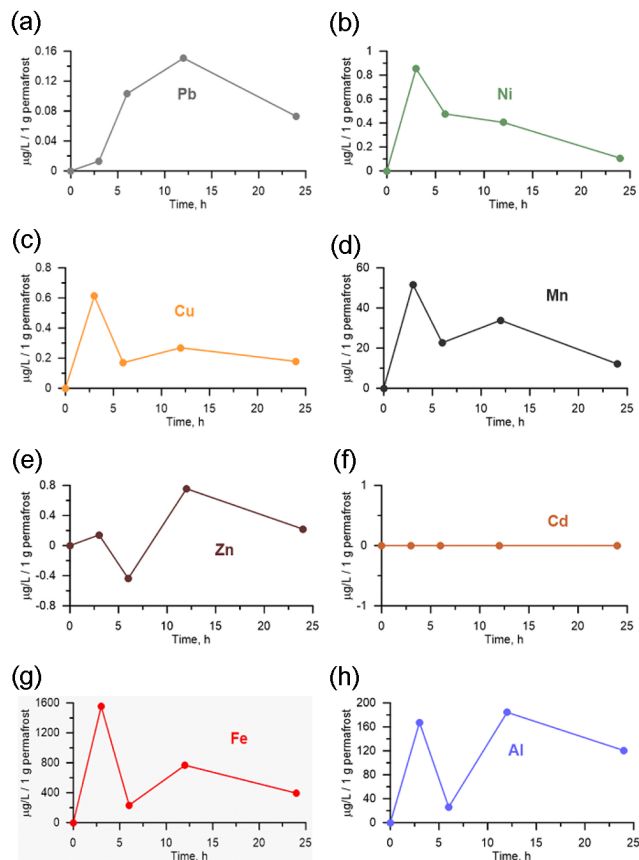 (a)
(b)
0.16
0.12
0.08
0.04
0
µg/L / 1 g permafrost
Pb
0 5 10 15 20 25
Time, h
1
0.8
0.6
0.4
0.2
0
µg/L / 1 g permafrost
Ni
0 5 10 15 20 25
Time, h
(c)
(d)
0.8
0.6
0.4
0.2
0
µg/L / 1 g permafrost
Cu
0 5 10 15 20 25
Time, h
60
40
20
0
µg/L / 1 g permafrost
Mn
0 5 10 15 20 25
Time, h
(e)
(f)
0.8
0.4
0
-0.4
-0.8
µg/L / 1 g permafrost
Zn
0 5 10 15 20 25
Time, h
1
0
-1
µg/L / 1 g permafrost
Cd
0 5 10 15 20 25
Time, h
(g)
(h)
1600
1200
800
400
0
µg/L / 1 g permafrost
Fe
0 5 10 15 20 25
Time, h
200
160
120
80
40
0
µg/L / 1 g permafrost
Al
0 5 10 15 20 25
Time, h